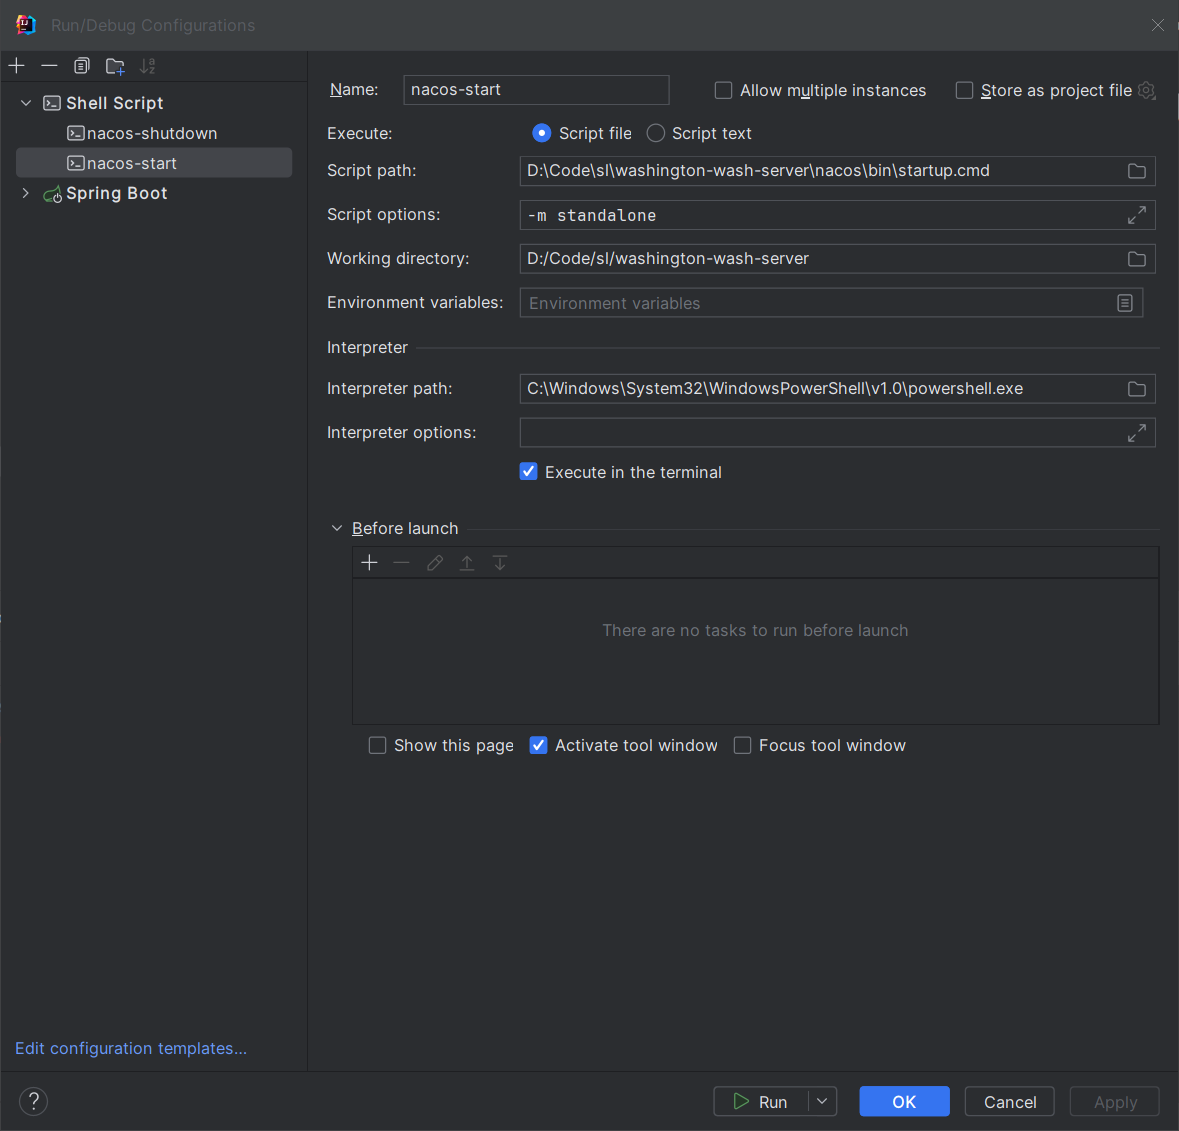 Run/Debug Configurations
Shell Script
nacos-shutdown
nacos-start
Spring Boot
Edit configuration templates...
Name:
nacos-start
Allow multiple instances
Store as project file
Execute:
Script file
Script text
Script path:
D:\Code\sl\washington-wash-server\nacos\bin\startup.cmd
Script options:
-m standalone
Working directory:
D:/Code/sl/washington-wash-server
Environment variables:
Environment variables
Interpreter
Interpreter path:
C:\Windows\System32\WindowsPowerShell\v1.0\powershell.exe
Interpreter options:
Execute in the terminal
Before launch
There are no tasks to run before launch
Show this page
Activate tool window
Focus tool window
?
Run
OK
Cancel
Apply